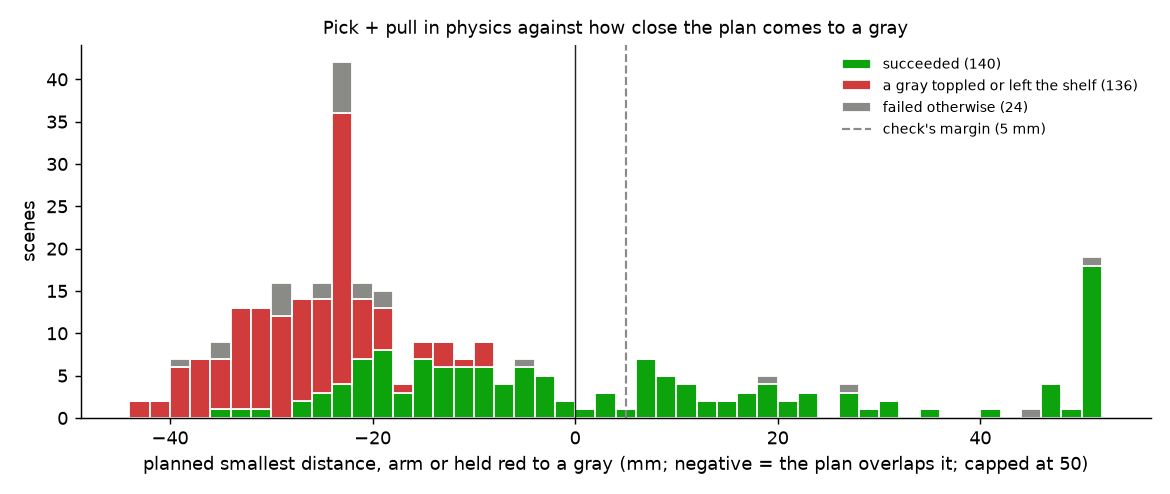 Pick + pull in physics against how close the plan comes to a gray
succeeded (140)
a gray toppled or left the shelf (136)
failed otherwise (24)
check's margin (5 mm)
scenes
40
35
30
25
20
15
10
5
0
−40
−20
0
20
40
planned smallest distance, arm or held red to a gray (mm; negative = the plan overlaps it; capped at 50)